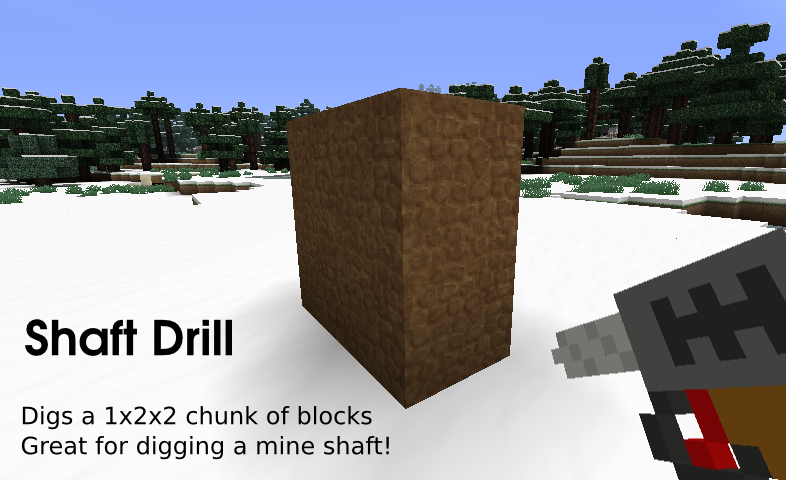 Shaft Drill
Digs a 1x2x2 chunk of blocks
Great for digging a mine shaft!